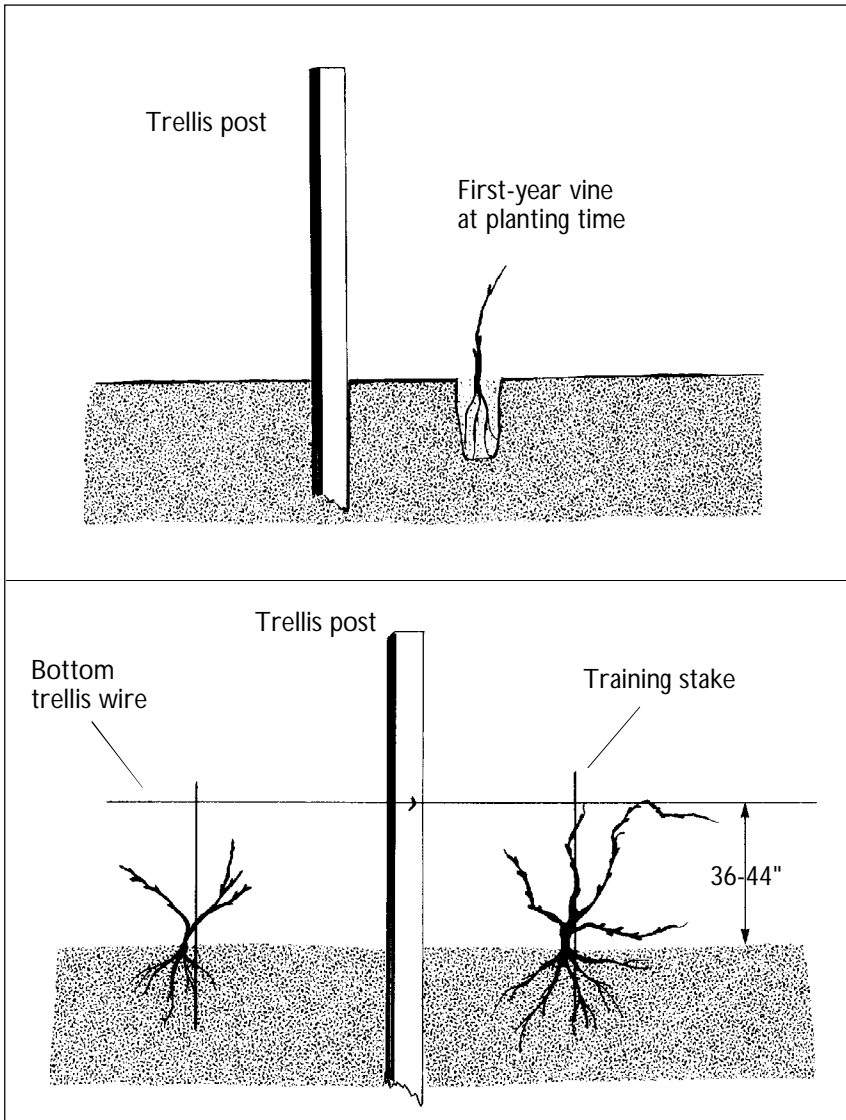 Trellis post
First-year vine
at planting time
Trellis post
Bottom
trellis wire
Training stake
36-44"